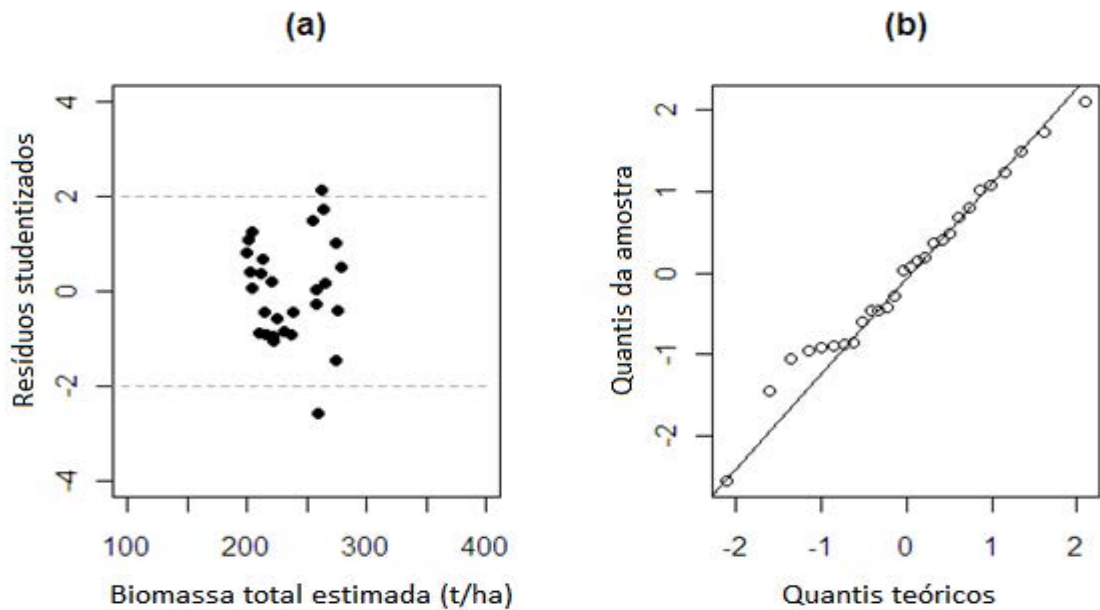 (a)
4
2
0
-2
-4
Resíduos studentizados
100 200 300 400
Biomassa total estimada (t/ha)
(b)
2
1
0
-1
-2
Quantis da amostra
-2 -1 0 1 2
Quantis teóricos